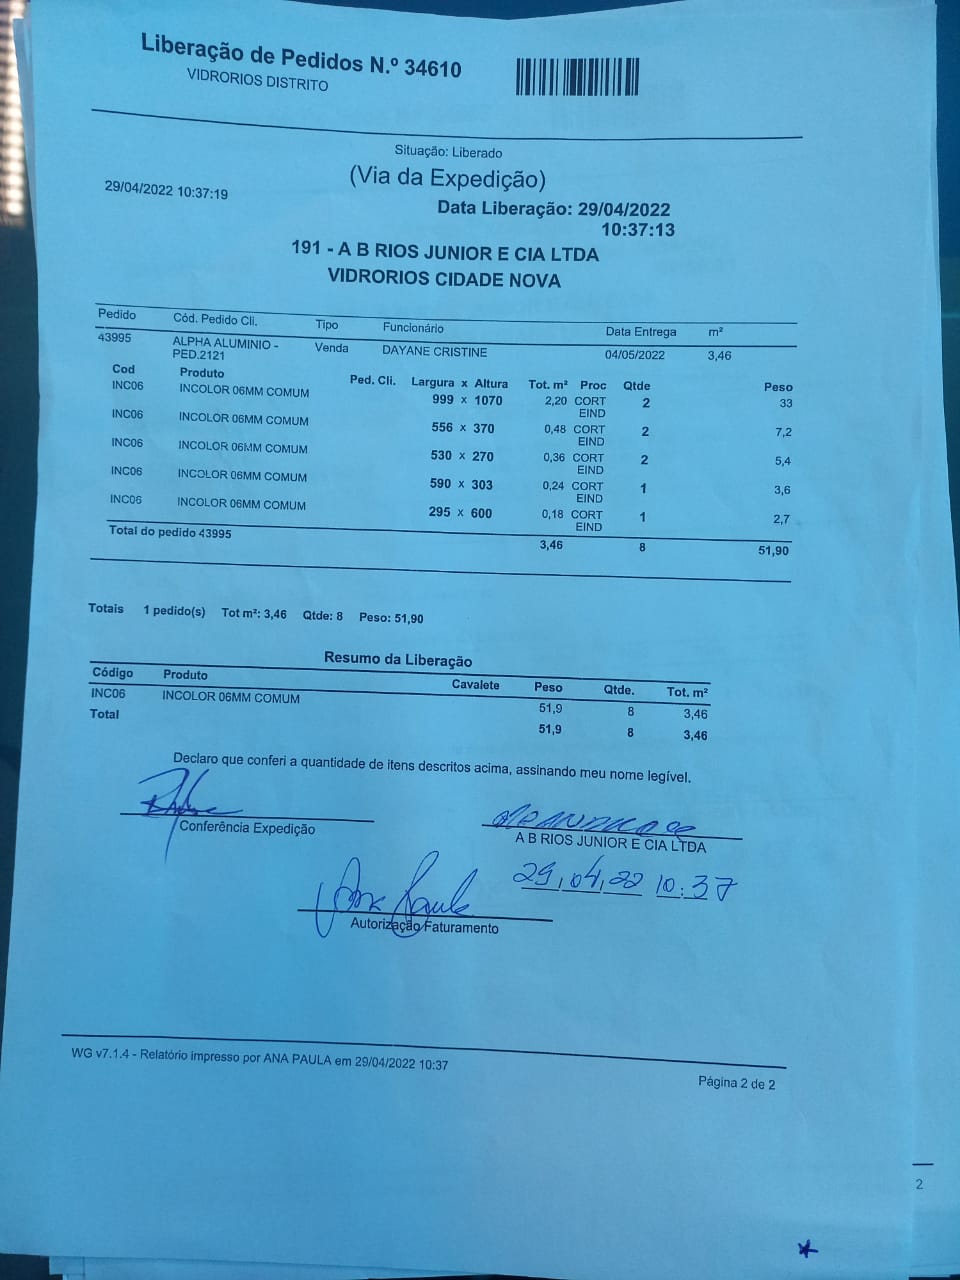 Liberação de Pedidos N.º 34610
VIDRORIOS DISTRITO
Situação: Liberado
(Via da Expedição)
29/04/2022 10:37:19
Data Liberação: 29/04/2022
10:37:13
191 - A B RIOS JUNIOR E CIA LTDA
VIDRORIOS CIDADE NOVA
Pedido Cód. Pedido Cli. Tipo Funcionário Data Entrega m²
43995 ALPHA ALUMINIO - PED.2121 Venda DAYANE CRISTINE 04/05/2022 3,46
Cod Produto Ped. Cli. Largura x Altura Tot. m² Proc Qtde Peso
INC06 INCOLOR 06MM COMUM 999 x 1070 2,20 CORT EIND 2 33
INC06 INCOLOR 06MM COMUM 556 x 370 0,48 CORT EIND 2 7,2
INC06 INCOLOR 06MM COMUM 530 x 270 0,36 CORT EIND 2 5,4
INC06 INCOLOR 06MM COMUM 590 x 303 0,24 CORT EIND 1 3,6
INC06 INCOLOR 06MM COMUM 295 x 600 0,18 CORT EIND 1 2,7
Total do pedido 43995 3,46 8 51,90
Totais 1 pedido(s) Tot m²: 3,46 Qtde: 8 Peso: 51,90
Resumo da Liberação
Código Produto Cavalete Peso Qtde. Tot. m²
INC06 INCOLOR 06MM COMUM 51,9 8 3,46
Total 51,9 8 3,46
Declaro que conferi a quantidade de itens descritos acima, assinando meu nome legível.
Conferência Expedição
A B RIOS JUNIOR E CIA LTDA
29,04,22 10:37
Ana Paula
Autorização Faturamento
WG v7.1.4 - Relatório impresso por ANA PAULA em 29/04/2022 10:37
Página 2 de 2
2